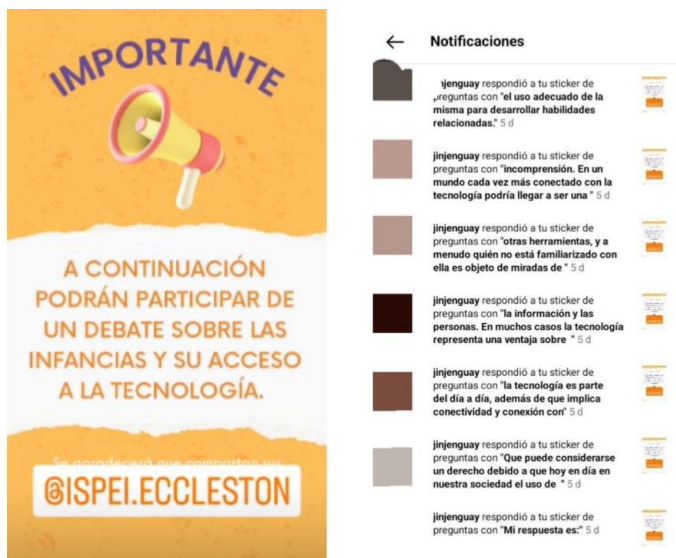 IMPORTANTE
A CONTINUACIÓN
PODRÁN PARTICIPAR DE
UN DEBATE SOBRE LAS
INFANCIAS Y SU ACCESO
A LA TECNOLOGÍA.
Se agradecerá que compartan sus
@ISPEI.ECCLESTON
Notificaciones
jinjenguay respondió a tu sticker de
preguntas con "el uso adecuado de la
misma para desarrollar habilidades
relacionadas." 5 d
jinjenguay respondió a tu sticker de
preguntas con "incomprensión. En un
mundo cada vez más conectado con la
tecnología podría llegar a ser una " 5 d
jinjenguay respondió a tu sticker de
preguntas con "otras herramientas, y a
menudo quién no está familiarizado con
ella es objeto de miradas de " 5 d
jinjenguay respondió a tu sticker de
preguntas con "la información y las
personas. En muchos casos la tecnología
representa una ventaja sobre " 5 d
jinjenguay respondió a tu sticker de
preguntas con "la tecnología es parte
del día a día, además de que implica
conectividad y conexión con" 5 d
jinjenguay respondió a tu sticker de
preguntas con "Que puede considerarse
un derecho debido a que hoy en día en
nuestra sociedad el uso de " 5 d
jinjenguay respondió a tu sticker de
preguntas con "Mi respuesta es:" 5 d